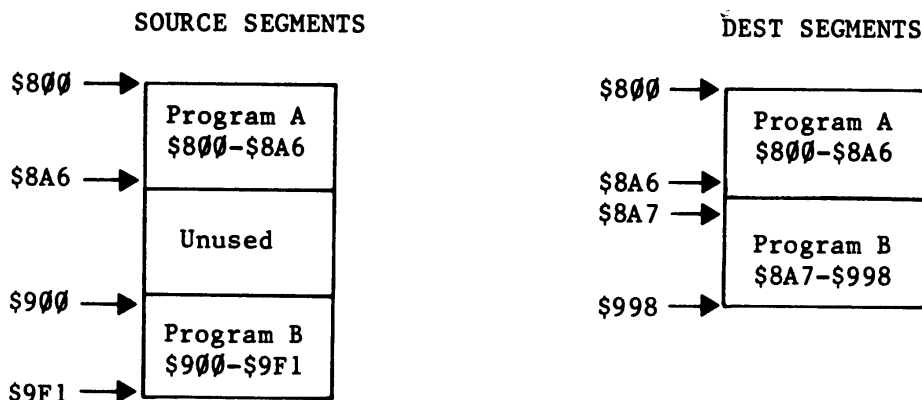 SOURCE SEGMENTS
$8ØØ
Program A
$8ØØ-$8A6
$8A6
Unused
$9ØØ
Program B
$9ØØ-$9F1
$9F1
DEST SEGMENTS
$8ØØ
Program A
$8ØØ-$8A6
$8A6
$8A7
Program B
$8A7-$998
$998